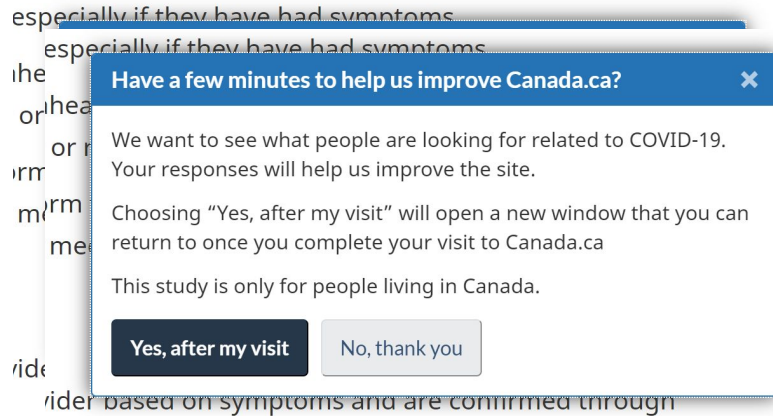 especially if they have had symptoms
especially if they have had symptoms
Have a few minutes to help us improve Canada.ca?
or
We want to see what people are looking for related to COVID-19.
or
Your responses will help us improve the site.
Choosing “Yes, after my visit” will open a new window that you can
return to once you complete your visit to Canada.ca
This study is only for people living in Canada.
Yes, after my visit
No, thank you
vider based on symptoms and are confirmed through